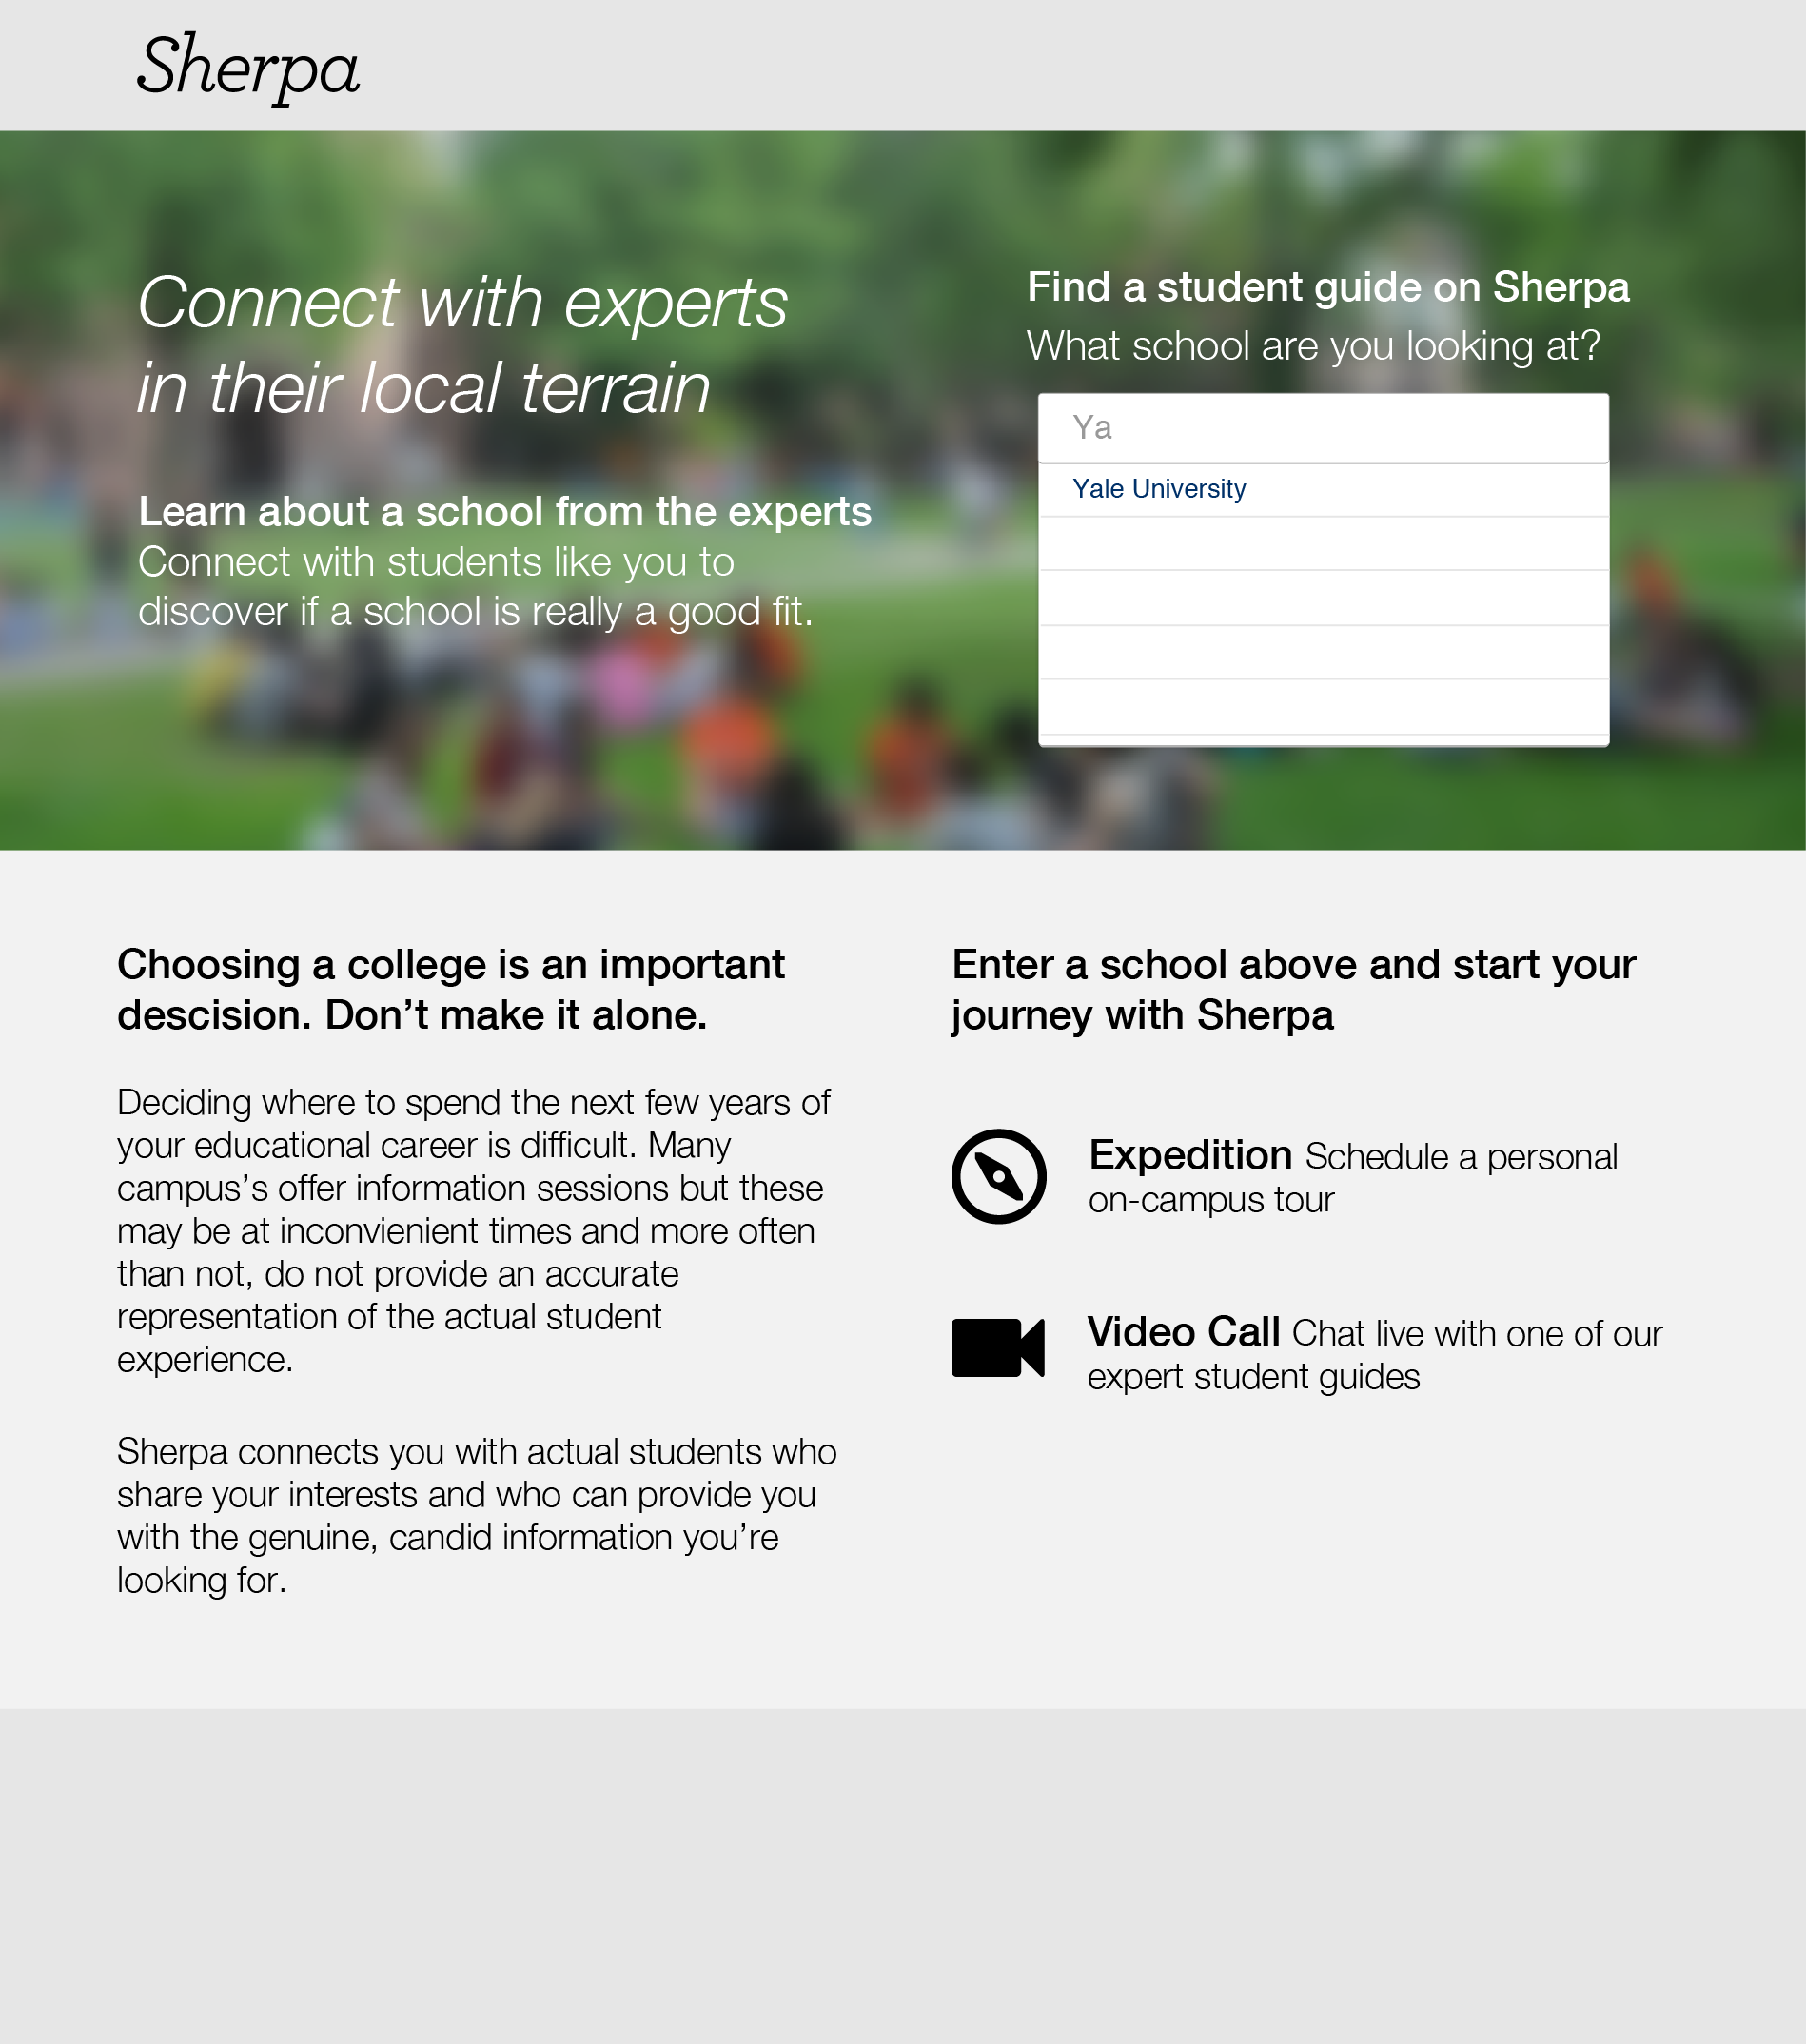 Sherpa
Connect with experts
in their local terrain
Learn about a school from the experts
Connect with students like you to
discover if a school is really a good fit.
Find a student guide on Sherpa
What school are you looking at?
Ya
Yale University
Choosing a college is an important
descision. Don’t make it alone.
Deciding where to spend the next few years of
your educational career is difficult. Many
campus’s offer information sessions but these
may be at inconvienient times and more often
than not, do not provide an accurate
representation of the actual student
experience.
Sherpa connects you with actual students who
share your interests and who can provide you
with the genuine, candid information you’re
looking for.
Enter a school above and start your
journey with Sherpa
Expedition Schedule a personal
on-campus tour
Video Call Chat live with one of our
expert student guides